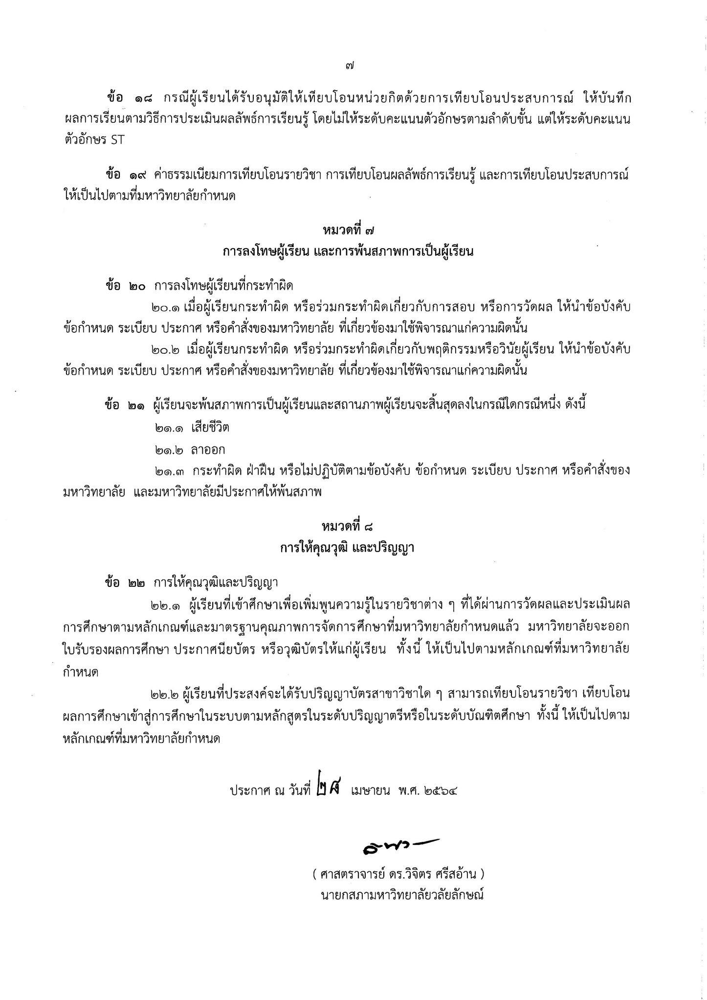 ๗
ข้อ ๑๘ กรณีผู้เรียนได้รับอนุมัติให้เทียบโอนหน่วยกิตด้วยการเทียบโอนประสบการณ์ ให้บันทึก
ผลการเรียนตามวิธีการประเมินผลลัพธ์การเรียนรู้ โดยไม่ให้ระดับคะแนนตัวอักษรตามลำดับขั้น แต่ให้ระดับคะแนน
ตัวอักษร ST
ข้อ ๑๙ ค่าธรรมเนียมการเทียบโอนรายวิชา การเทียบโอนผลลัพธ์การเรียนรู้ และการเทียบโอนประสบการณ์
ให้เป็นไปตามที่มหาวิทยาลัยกำหนด
หมวดที่ ๗
การลงโทษผู้เรียน และการพ้นสภาพการเป็นผู้เรียน
ข้อ ๒๐ การลงโทษผู้เรียนที่กระทำผิด
๒๐.๑ เมื่อผู้เรียนกระทำผิด หรือร่วมกระทำผิดเกี่ยวกับการสอบ หรือการวัดผล ให้นำข้อบังคับ
ข้อกำหนด ระเบียบ ประกาศ หรือคำสั่งของมหาวิทยาลัย ที่เกี่ยวข้องมาใช้พิจารณาแก่ความผิดนั้น
๒๐.๒ เมื่อผู้เรียนกระทำผิด หรือร่วมกระทำผิดเกี่ยวกับพฤติกรรมหรือวินัยผู้เรียน ให้นำข้อบังคับ
ข้อกำหนด ระเบียบ ประกาศ หรือคำสั่งของมหาวิทยาลัย ที่เกี่ยวข้องมาใช้พิจารณาแก่ความผิดนั้น
ข้อ ๒๑ ผู้เรียนจะพ้นสภาพการเป็นผู้เรียนและสถานภาพผู้เรียนจะสิ้นสุดลงในกรณีใดกรณีหนึ่ง ดังนี้
๒๑.๑ เสียชีวิต
๒๑.๒ ลาออก
๒๑.๓ กระทำผิด ฝ่าฝืน หรือไม่ปฏิบัติตามข้อบังคับ ข้อกำหนด ระเบียบ ประกาศ หรือคำสั่งของ
มหาวิทยาลัย และมหาวิทยาลัยมีประกาศให้พ้นสภาพ
หมวดที่ ๘
การให้คุณวุฒิ และปริญญา
ข้อ ๒๒ การให้คุณวุฒิและปริญญา
๒๒.๑ ผู้เรียนที่เข้าศึกษาเพื่อเพิ่มพูนความรู้ในรายวิชาต่าง ๆ ที่ได้ผ่านการวัดผลและประเมินผล
การศึกษาตามหลักเกณฑ์และมาตรฐานคุณภาพการจัดการศึกษาที่มหาวิทยาลัยกำหนดแล้ว มหาวิทยาลัยจะออก
ใบรับรองผลการศึกษา ประกาศนียบัตร หรือวุฒิบัตรให้แก่ผู้เรียน ทั้งนี้ ให้เป็นไปตามหลักเกณฑ์ที่มหาวิทยาลัย
กำหนด
๒๒.๒ ผู้เรียนที่ประสงค์จะได้รับปริญญาบัตรสาขาวิชาใด ๆ สามารถเทียบโอนรายวิชา เทียบโอน
ผลการศึกษาเข้าสู่การศึกษาในระบบตามหลักสูตรในระดับปริญญาตรีหรือในระดับบัณฑิตศึกษา ทั้งนี้ ให้เป็นไปตาม
หลักเกณฑ์ที่มหาวิทยาลัยกำหนด
ประกาศ ณ วันที่ เมษายน พ.ศ. ๒๕๖๔
( ศาสตราจารย์ ดร.วิจิตร ศรีสอ้าน )
นายกสภามหาวิทยาลัยวลัยลักษณ์